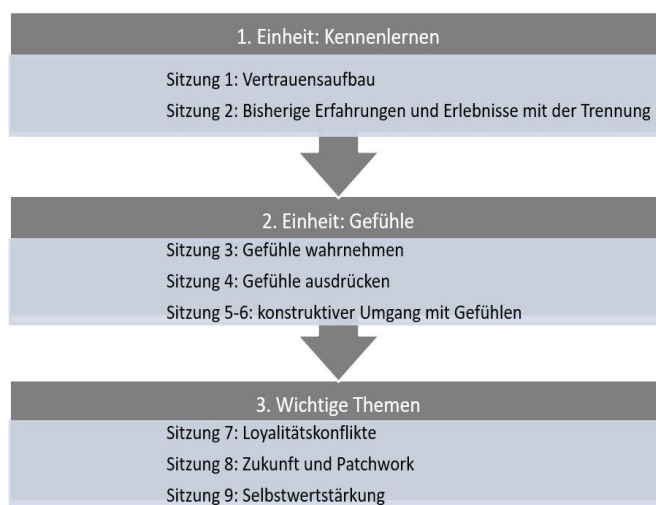 1. Einheit: Kennenlernen
Sitzung 1: Vertrauensaufbau
Sitzung 2: Bisherige Erfahrungen und Erlebnisse mit der Trennung
2. Einheit: Gefühle
Sitzung 3: Gefühle wahrnehmen
Sitzung 4: Gefühle ausdrücken
Sitzung 5-6: konstruktiver Umgang mit Gefühlen
3. Wichtige Themen
Sitzung 7: Loyalitätskonflikte
Sitzung 8: Zukunft und Patchwork
Sitzung 9: Selbstwertstärkung